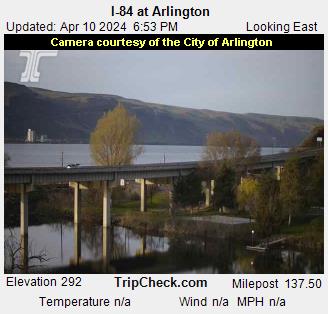 I-84 at Arlington
Updated: Apr 10 2024 6:53 PM Looking East
Camera courtesy of the City of Arlington
Elevation 292 TripCheck.com Milepost 137.50
Temperature n/a Wind n/a MPH n/a